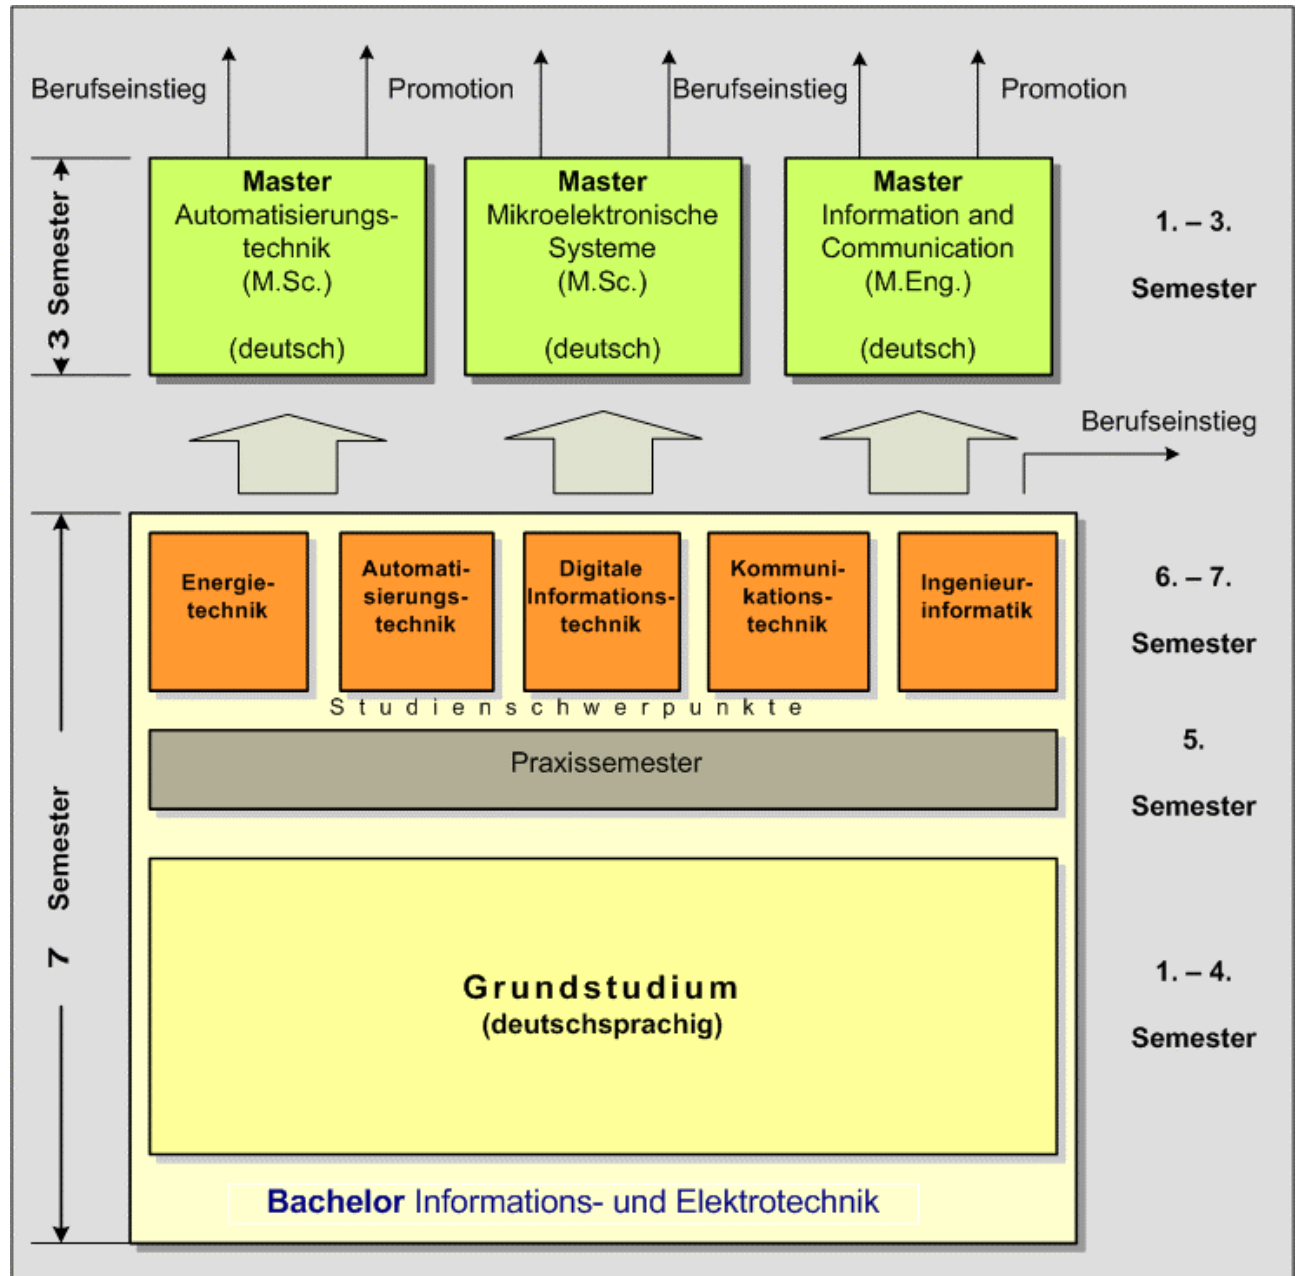 Berufseinstieg
Promotion
Berufseinstieg
Promotion
3 Semester
Master
Automatisierungs-
technik
(M.Sc.)
(deutsch)
Master
Mikroelektronische
Systeme
(M.Sc.)
(deutsch)
Master
Information and
Communication
(M.Eng.)
(deutsch)
1. – 3.
Semester
Berufseinstieg
7 Semester
Energie-
technik
Automati-
sierungs-
technik
Digitale
Informations-
technik
Kommuni-
kations-
technik
Ingenieur-
informatik
6. – 7.
Semester
Studienschwerpunkte
Praxissemester
5.
Semester
Grundstudium
(deutschsprachig)
1. – 4.
Semester
Bachelor Informations- und Elektrotechnik